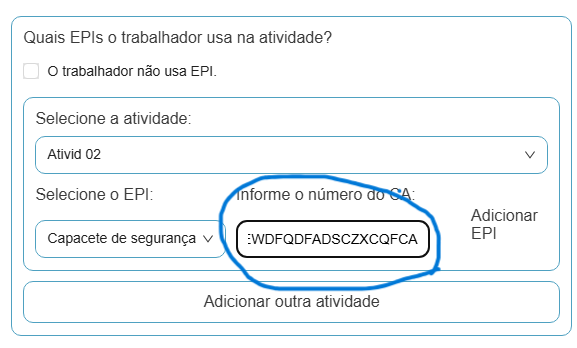 Quais EPIs o trabalhador usa na atividade?
O trabalhador não usa EPI.
Selecione a atividade:
Ativid 02
Selecione o EPI:
Informe o número do CA:
Capacete de segurança
EWDFQDFADSCZXCQFCA
Adicionar
EPI
Adicionar outra atividade